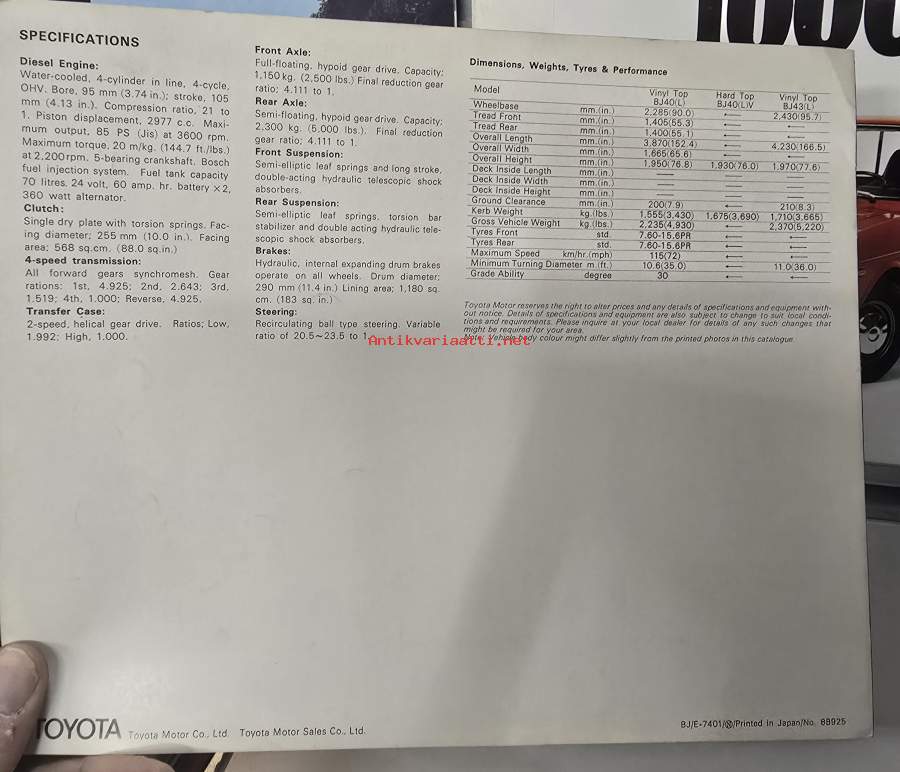 1000
SPECIFICATIONS
Diesel Engine:
Water-cooled, 4-cylinder in line, 4-cycle,
OHV. Bore, 95 mm (3.74 in.); stroke, 105
mm (4.13 in.). Compression ratio, 21 to
1. Piston displacement, 2977 c.c. Maxi-
mum output, 85 PS (Jis) at 3600 rpm.
Maximum torque, 20 m/kg. (144.7 ft./lbs.)
at 2,200 rpm. 5-bearing crankshaft. Bosch
fuel injection system. Fuel tank capacity
70 litres, 24 volt, 60 amp. hr. battery ×2,
360 watt alternator.
Clutch:
Single dry plate with torsion springs. Fac-
ing diameter; 255 mm (10.0 in.). Facing
area; 568 sq.cm. (88.0 sq.in.)
4-speed transmission:
All forward gears synchromesh. Gear
rations: 1st, 4.925; 2nd, 2.643; 3rd,
1.519; 4th, 1.000; Reverse, 4.925.
Transfer Case:
2-speed, helical gear drive. Ratios; Low,
1.992; High, 1.000.
Front Axle:
Full-floating, hypoid gear drive. Capacity;
1,150 kg. (2,500 lbs.) Final gear reduction
ratio; 4.111 to 1.
Rear Axle:
Semi-floating, hypoid gear drive. Capacity;
2,300 kg. (5,000 lbs.). Final reduction
gear ratio; 4.111 to 1.
Front Suspension:
Semi-elliptic leaf springs and long stroke,
double-acting hydraulic telescopic shock
absorbers.
Rear Suspension:
Semi-elliptic leaf springs, torsion bar
stabilizer and double acting hydraulic tele-
scopic shock absorbers.
Brakes:
Hydraulic, internal expanding drum brakes
operate on all wheels. Drum diameter;
290 mm (11.4 in.) Lining area; 1,180 sq.
cm. (183 sq. in.)
Steering:
Recirculating ball type steering. Variable
ratio of 20.5~23.5 to 1.
Dimensions, Weights, Tyres & Performance
Model Vinyl Top BJ40(L) Hard Top BJ40(L)V Vinyl Top BJ43(L)
Wheelbase mm.(in.) 2,285(90.0) ← 2,430(95.7)
Tread Front mm.(in.) 1,405(55.3) ← ←
Tread Rear mm.(in.) 1,400(55.1) ← ←
Overall Length mm.(in.) 3,870(152.4) ← 4,230(166.5)
Overall Width mm.(in.) 1,665(65.6) ← ←
Overall Height mm.(in.) 1,950(76.8) 1,930(76.0) 1,970(77.6)
Deck Inside Length mm.(in.) — — —
Deck Inside Width mm.(in.) — — —
Deck Inside Height mm.(in.) — — —
Ground Clearance mm.(in.) 200(7.9) ← 210(8.3)
Kerb Weight kg.(lbs.) 1,555(3,430) 1,675(3,690) 1,710(3,665)
Gross Vehicle Weight kg.(lbs.) 2,235(4,930) ← 2,370(5,220)
Tyres Front std. 7.60-15.6PR ← ←
Tyres Rear std. 7.60-15.6PR ← ←
Maximum Speed km/hr.(mph) 115(72) ← ←
Minimum Turning Diameter m.(ft.) 10.6(35.0) ← 11.0(36.0)
Grade Ability degree 30 ← ←
Toyota Motor reserves the right to alter prices and any details of specifications and equipment with-
out notice. Details of specifications and equipment are also subject to change to suit local condi-
tions and requirements. Please inquire at your local dealer for details of any such changes that
might be required for your area.
Note: Vehicle body colour might differ slightly from the printed photos in this catalogue.
Antikvariaatti.net
TOYOTA Toyota Motor Co., Ltd. Toyota Motor Sales Co., Ltd.
BJ/E-7401/ /Printed in Japan/No. 8B925